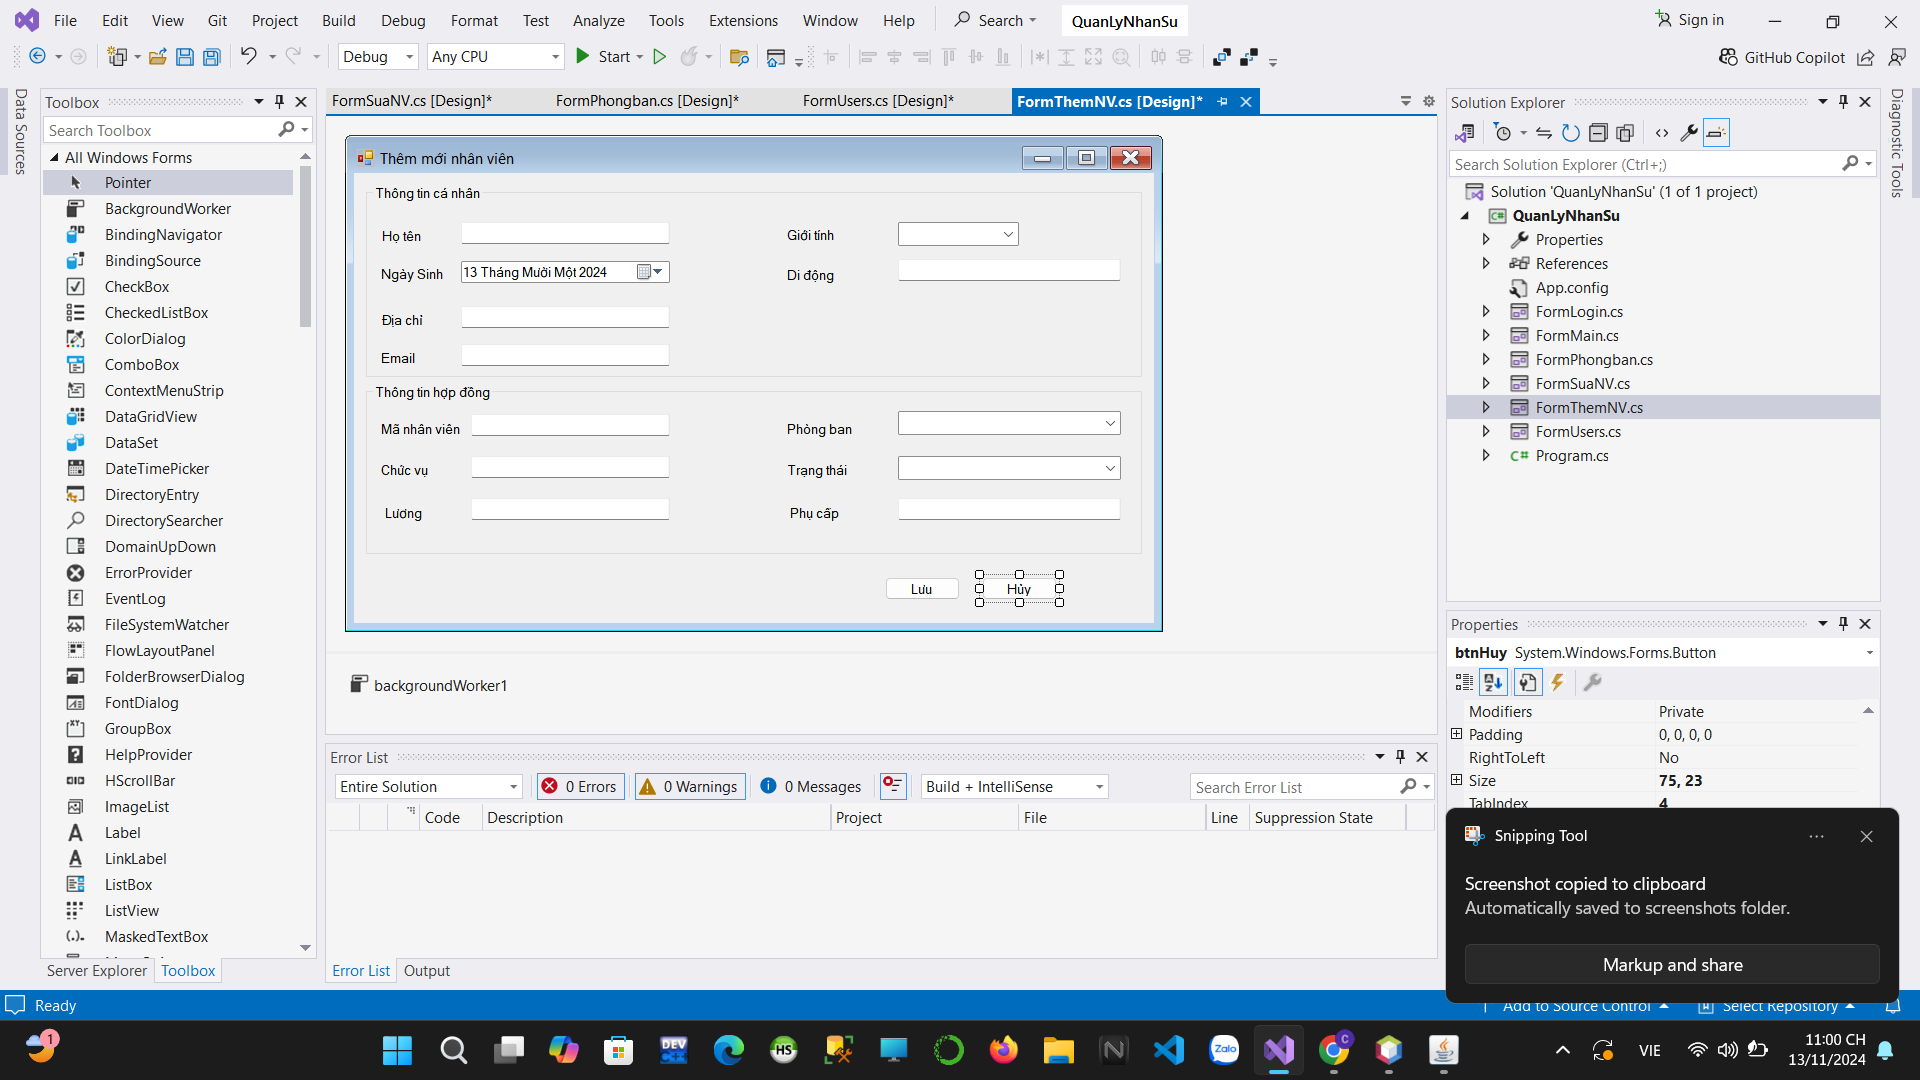 File Edit View Git Project Build Debug Format Test Analyze Tools Extensions Window Help Search QuanLyNhanSu Sign in
Debug Any CPU Start GitHub Copilot
Data Sources
Toolbox
Search Toolbox
All Windows Forms
Pointer
BackgroundWorker
BindingNavigator
BindingSource
CheckBox
CheckedListBox
ColorDialog
ComboBox
ContextMenuStrip
DataGridView
DataSet
DateTimePicker
DirectoryEntry
DirectorySearcher
DomainUpDown
ErrorProvider
EventLog
FileSystemWatcher
FlowLayoutPanel
FolderBrowserDialog
FontDialog
GroupBox
HelpProvider
HScrollBar
ImageList
Label
LinkLabel
ListBox
ListView
MaskedTextBox
Server Explorer Toolbox
FormSuaNV.cs [Design]* FormPhongban.cs [Design]* FormUsers.cs [Design]* FormThemNV.cs [Design]*
Thêm mới nhân viên
Thông tin cá nhân
Họ tên Giới tính
Ngày Sinh 13 Tháng Mười Một 2024 Di động
Địa chỉ
Email
Thông tin hợp đồng
Mã nhân viên Phòng ban
Chức vụ Trạng thái
Lương Phụ cấp
Lưu Hủy
backgroundWorker1
Error List
Entire Solution 0 Errors 0 Warnings 0 Messages Build + IntelliSense Search Error List
Code Description Project File Line Suppression State
Error List Output
Solution Explorer
Search Solution Explorer (Ctrl+;)
Solution 'QuanLyNhanSu' (1 of 1 project)
QuanLyNhanSu
Properties
References
App.config
FormLogin.cs
FormMain.cs
FormPhongban.cs
FormSuaNV.cs
FormThemNV.cs
FormUsers.cs
Program.cs
Diagnostic Tools
Properties
btnHuy System.Windows.Forms.Button
Modifiers Private
Padding 0, 0, 0, 0
RightToLeft No
Size 75, 23
TabIndex 4
Snipping Tool
Screenshot copied to clipboard
Automatically saved to screenshots folder.
Markup and share
Ready Add to Source Control Select Repository
1 DEV C++ HS Zalo C VIE 11:00 CH
13/11/2024